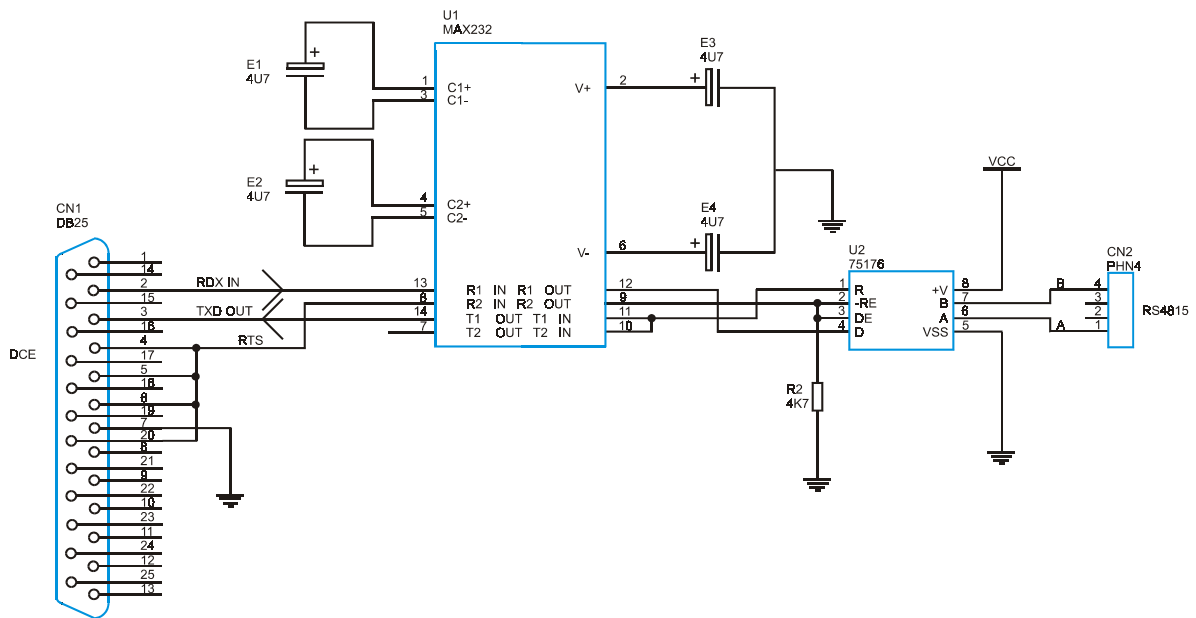 U1
MAX232
E1
4U7
E2
4U7
E3
4U7
E4
4U7
+
+
+
+
1
3
4
5
13
8
14
7
C1+
C1-
C2+
C2-
V+
V-
R1 IN R1 OUT
R2 IN R2 OUT
T1 OUT T1 IN
T2 OUT T2 IN
2
6
12
9
11
10
CN1
DB25
DCE
1
14
2
15
3
16
4
17
5
18
19
7
20
8
21
9
22
10
23
11
24
12
25
13
RDX IN
TXD OUT
RTS
R2
4K7
U2
75176
1
2
3
4
R
-RE
DE
D
+V
B
A
VSS
8
7
6
5
VCC
CN2
PHN4
B
A
4
3
2
1
RS4815